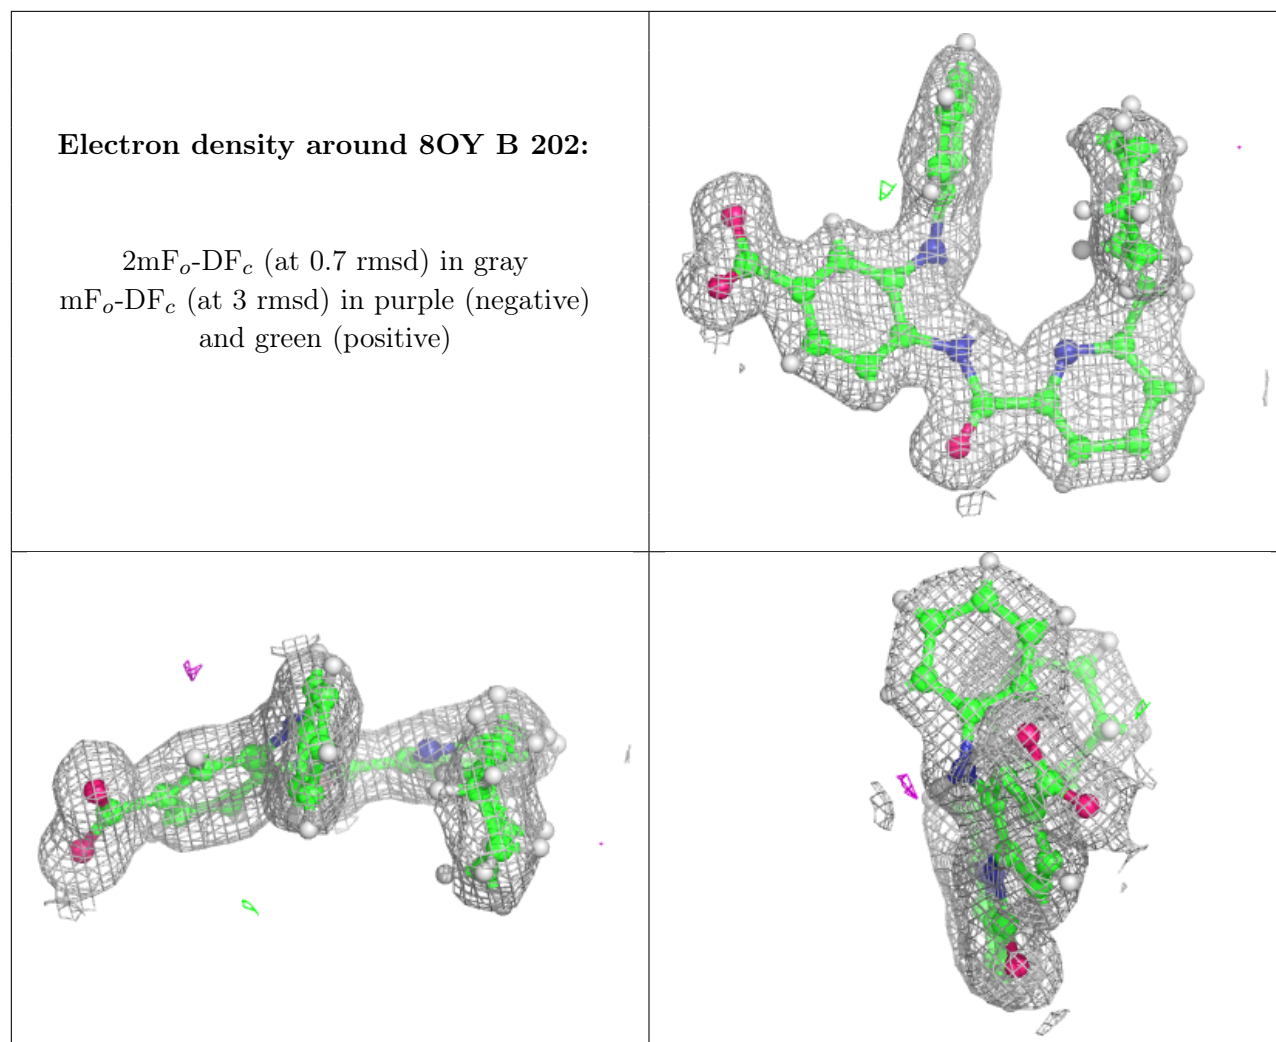 Electron density around 8OY B 202:
2mFo-DFc (at 0.7 rmsd) in gray
mFo-DFc (at 3 rmsd) in purple (negative)
and green (positive)